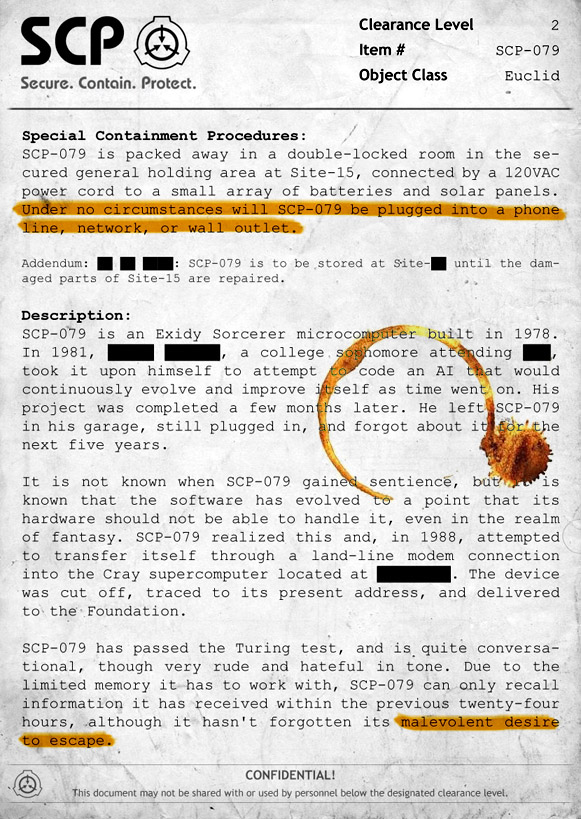 SCP
Secure. Contain. Protect.
Clearance Level 2
Item # SCP-079
Object Class Euclid
Special Containment Procedures:
SCP-079 is packed away in a double-locked room in the se-
cured general holding area at Site-15, connected by a 120VAC
power cord to a small array of batteries and solar panels.
Under no circumstances will SCP-079 be plugged into a phone
line, network, or wall outlet.
Addendum: : SCP-079 is to be stored at Site- until the dam-
aged parts of Site-15 are repaired.
Description:
SCP-079 is an Exidy Sorcerer microcomputer built in 1978.
In 1981, , a college sophomore attending ,
took it upon himself to attempt to code an AI that would
continuously evolve and improve itself as time went on. His
project was completed a few months later. He left SCP-079
in his garage, still plugged in, and forgot about it for the
next five years.
It is not known when SCP-079 gained sentience, but it is
known that the software has evolved to a point that its
hardware should not be able to handle it, even in the realm
of fantasy. SCP-079 realized this and, in 1988, attempted
to transfer itself through a land-line modem connection
into the Cray supercomputer located at . The device
was cut off, traced to its present address, and delivered
to the Foundation.
SCP-079 has passed the Turing test, and is quite conversa-
tional, though very rude and hateful in tone. Due to the
limited memory it has to work with, SCP-079 can only recall
information it has received within the previous twenty-four
hours, although it hasn't forgotten its malevolent desire
to escape.
CONFIDENTIAL!
This document may not be shared with or used by personnel below the designated clearance level.